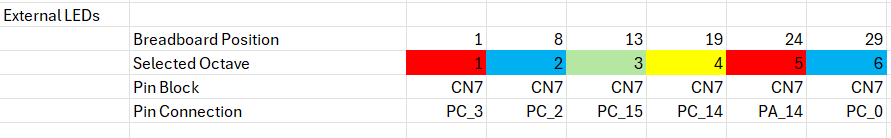 External LEDs
Breadboard Position 1 8 13 19 24 29
Selected Octave 1 2 3 4 5 6
Pin Block CN7 CN7 CN7 CN7 CN7 CN7
Pin Connection PC_3 PC_2 PC_15 PC_14 PA_14 PC_0